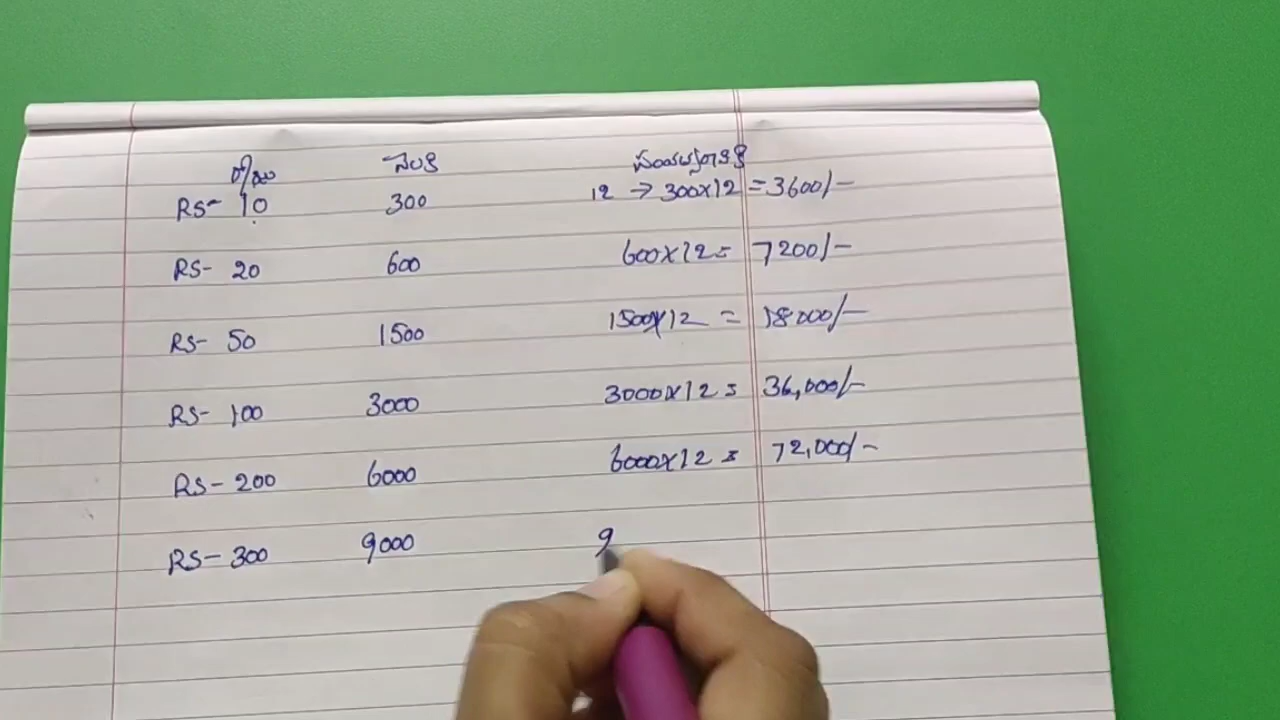 రోజు నెలకి సంవత్సరానికి
RS- 10 300 12 → 300x12 = 3600/-
RS- 20 600 600x12= 7200/-
RS- 50 1500 1500x12 = 18000/-
RS- 100 3000 3000x12= 36,000/-
RS- 200 6000 6000x12= 72,000/-
RS- 300 9000 9